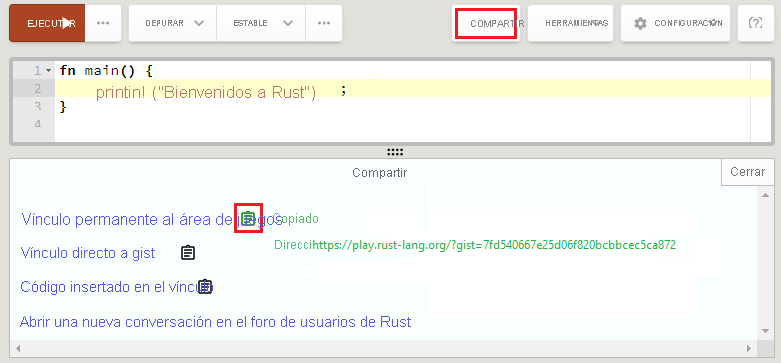 EJECUTAR ••• DEPURAR ESTABLE ••• COMPARTIR HERRAMIENTAS CONFIGURACIÓN (?)
1 fn main() {
2 printin! ("Bienvenidos a Rust") ;
3 }
4
Compartir Cerrar
Vínculo permanente al área de juegos Copiado
Direcci https://play.rust-lang.org/?gist=7fd540667e25d06f820bcbbcec5ca872
Vínculo directo a gist
Código insertado en el vínculo
Abrir una nueva conversación en el foro de usuarios de Rust